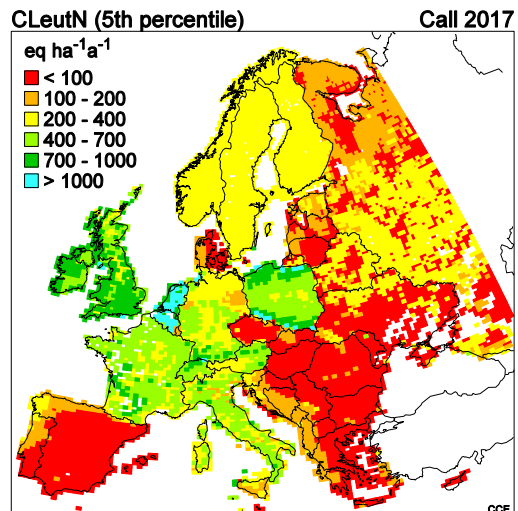 CLeutN (5th percentile) Call 2017
eq ha⁻¹a⁻¹
< 100
100 - 200
200 - 400
400 - 700
700 - 1000
> 1000
CCE